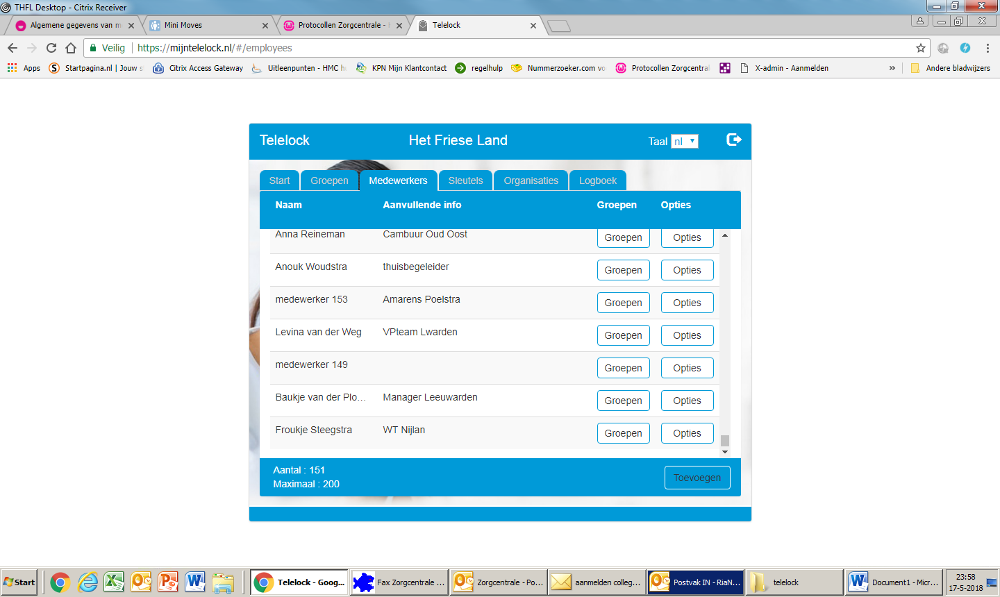 THFL Desktop - Citrix Receiver
Algemene gegevens van m
Mini Moves
Protocollen Zorgcentrale -
Telelock
Veilig https://mijntelelock.nl/#/employees
Apps Startpagina.nl | Jouw Citrix Access Gateway Uitleenpunten - HMC KPN Mijn Klantcontact regelhulp Nummerzoeker.com Protocollen Zorgcentral X-admin - Aanmelden » Andere bladwijzers
Telelock Het Friese Land Taal nl
Start Groepen Medewerkers Sleutels Organisaties Logboek
Naam Aanvullende info Groepen Opties
Anna Reineman Cambuur Oud Oost Groepen Opties
Anouk Woudstra thuisbegeleider Groepen Opties
medewerker 153 Amarens Poelstra Groepen Opties
Levina van der Weg VPteam Lwarden Groepen Opties
medewerker 149 Groepen Opties
Baukje van der Plo... Manager Leeuwarden Groepen Opties
Froukje Steegstra WT Nijlan Groepen Opties
Aantal : 151
Maximaal : 200
Toevoegen
Start Telelock - Goog... Fax Zorgcentrale ... Zorgcentrale - Po... aanmelden colleg... Postvak IN - RiaN... telelock Document1 - Micr...
23:58
17-5-2018